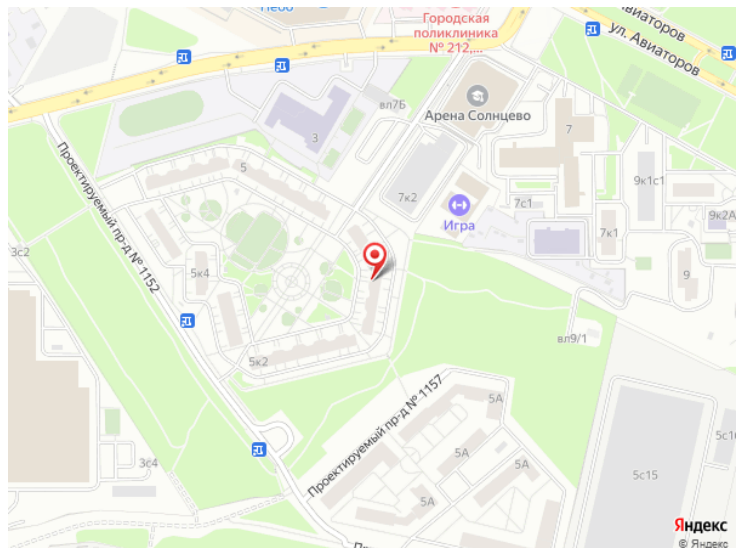 Небо
Городская
поликлиника
№ 212,...
ул. Авиаторов
вл7Б
Арена Солнцево
3
7
5
9к1с1
7к2
7с1
Игра
7к1
9к2А
Проектируемый пр-д № 1152
3с2
5к4
9
вл9/1
5к2
Проектируемый пр-д № 1157
5А
5А
5А
5А
5с1
5с15
3с4
Яндекс
© Яндекс